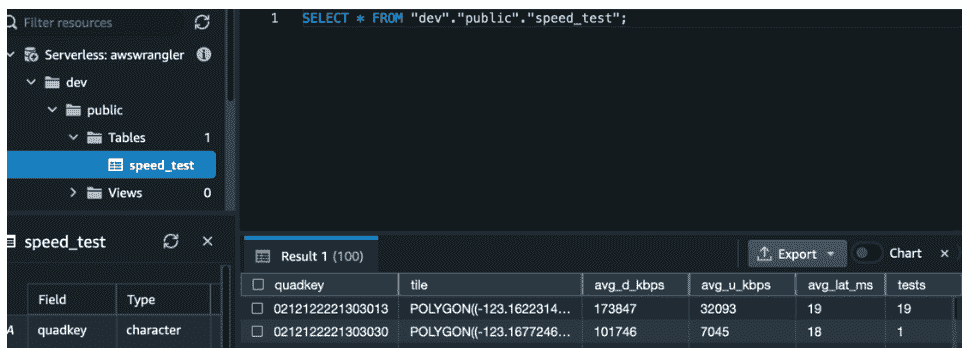 Filter resources
Serverless: awswrangler
dev
public
Tables 1
speed_test
Views 0
1 SELECT * FROM "dev"."public"."speed_test";
speed_test
Field Type
A quadkey character
Result 1 (100) Export Chart
quadkey tile avg_d_kbps avg_u_kbps avg_lat_ms tests
0212122221303013 POLYGON((-123.1622314... 173847 32093 19 19
0212122221303030 POLYGON((-123.1677246... 101746 7045 18 1